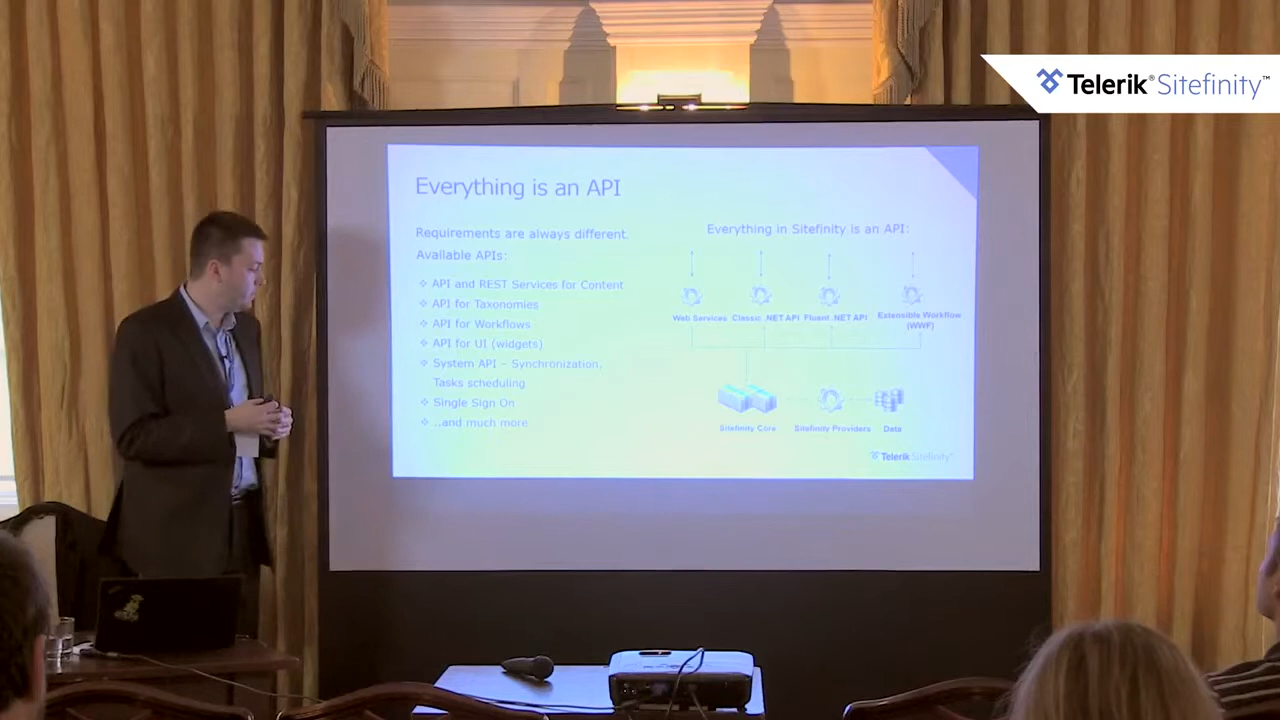 Telerik® Sitefinity™
Everything is an API
Requirements are always different.
Available APIs:
❖ API and REST Services for Content
❖ API for Taxonomies
❖ API for Workflows
❖ API for UI (widgets)
❖ System API – Synchronization,
Tasks scheduling
❖ Single Sign On
❖ ..and much more
Everything in Sitefinity is an API:
Web Services Classic .NET API Fluent .NET API Extensible Workflow
(WWF)
Sitefinity Core Sitefinity Providers Data
Telerik Sitefinity™